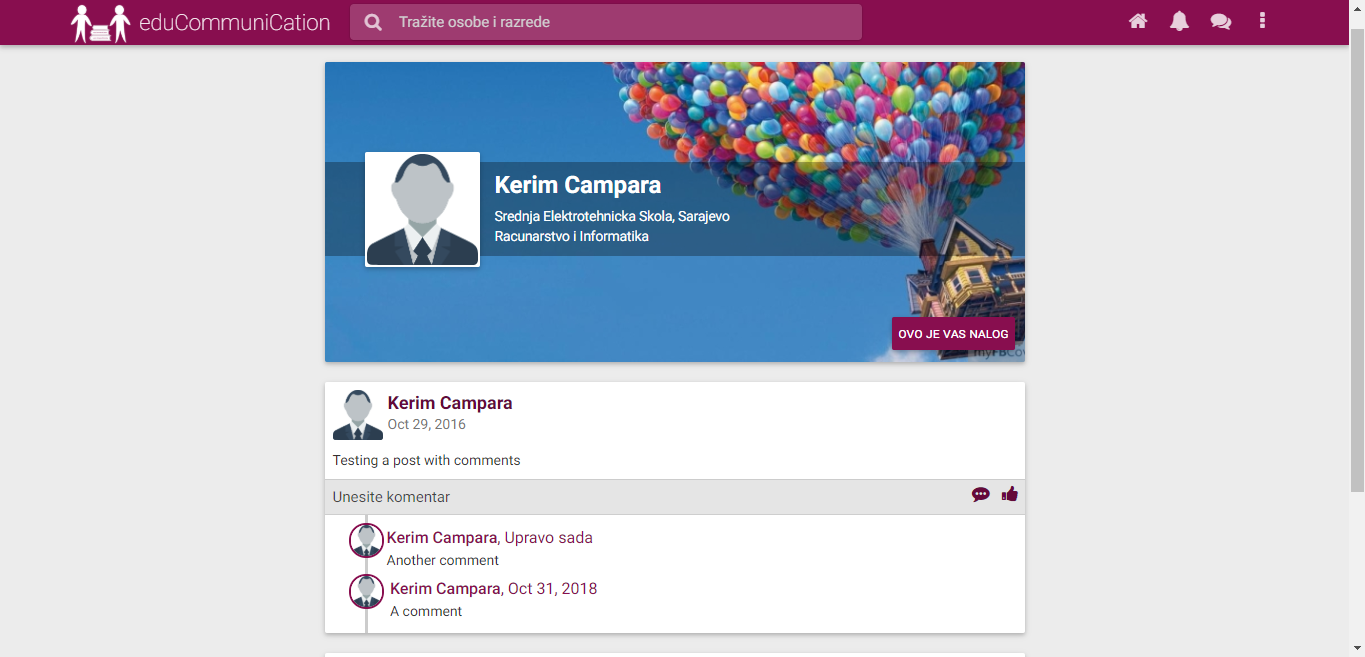 eduCommuniCation
Tražite osobe i razrede
Kerim Campara
Srednja Elektrotehnicka Skola, Sarajevo
Racunarstvo i Informatika
OVO JE VAS NALOG
Kerim Campara
Oct 29, 2016
Testing a post with comments
Unesite komentar
Kerim Campara, Upravo sada
Another comment
Kerim Campara, Oct 31, 2018
A comment